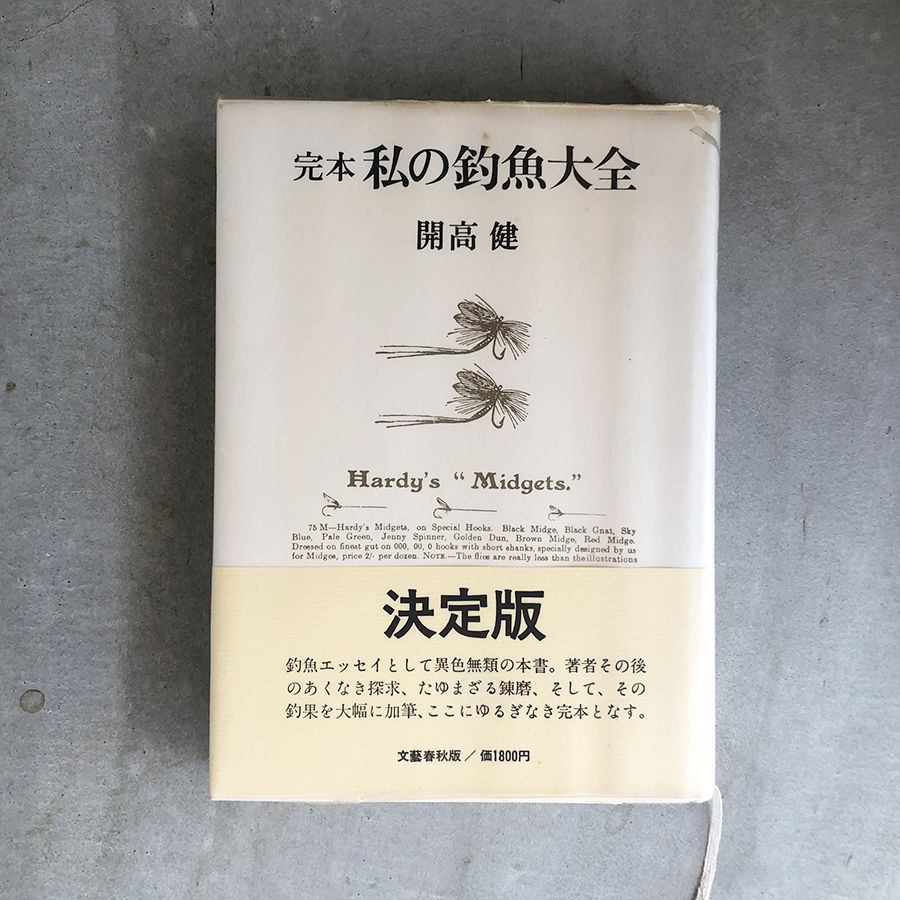 完本 私の釣魚大全
開高 健
Hardy's “ Midgets.”
75 M—Hardy's Midgets, on Special Hooks. Black Midge, Black Gnat, Sky
Blue, Pale Green, Jenny Spinner, Golden Dun, Brown Midge, Red Midge.
Dressed on finest gut on 000, 00, 0 hooks with short shanks, specially designed by us
for Midges, price 2/- per dozen. NOTE.—The flies are really less than the illustrations
決定版
釣魚エッセイとして異色無類の本書。著者その後
のあくなき探求、たゆまざる錬磨、そして、その
釣果を大幅に加筆、ここにゆるぎなき完本となす。
文藝春秋版／価1800円